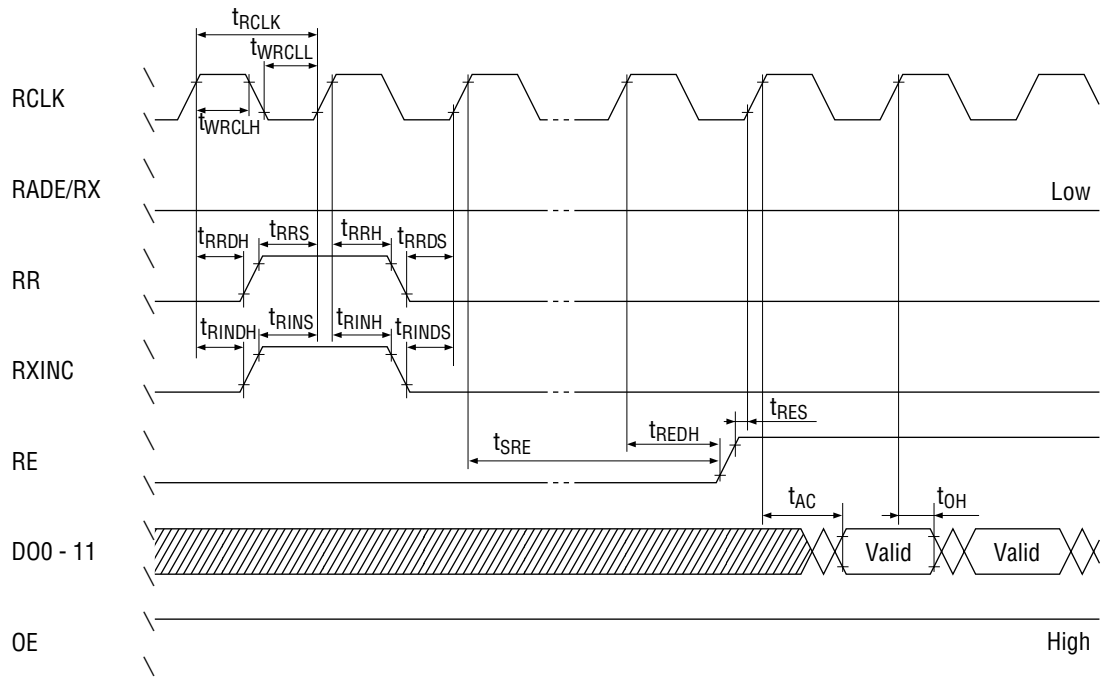 tRCLK
tWRCLL
RCLK
tWRCLH
RADE/RX
Low
tRRDH tRRS tRRH tRRDS
RR
tRINDH tRINS tRINH tRINDS
RXINC
tRES
tREDH
tSRE
RE
tAC tOH
DO0 - 11 Valid Valid
OE
High